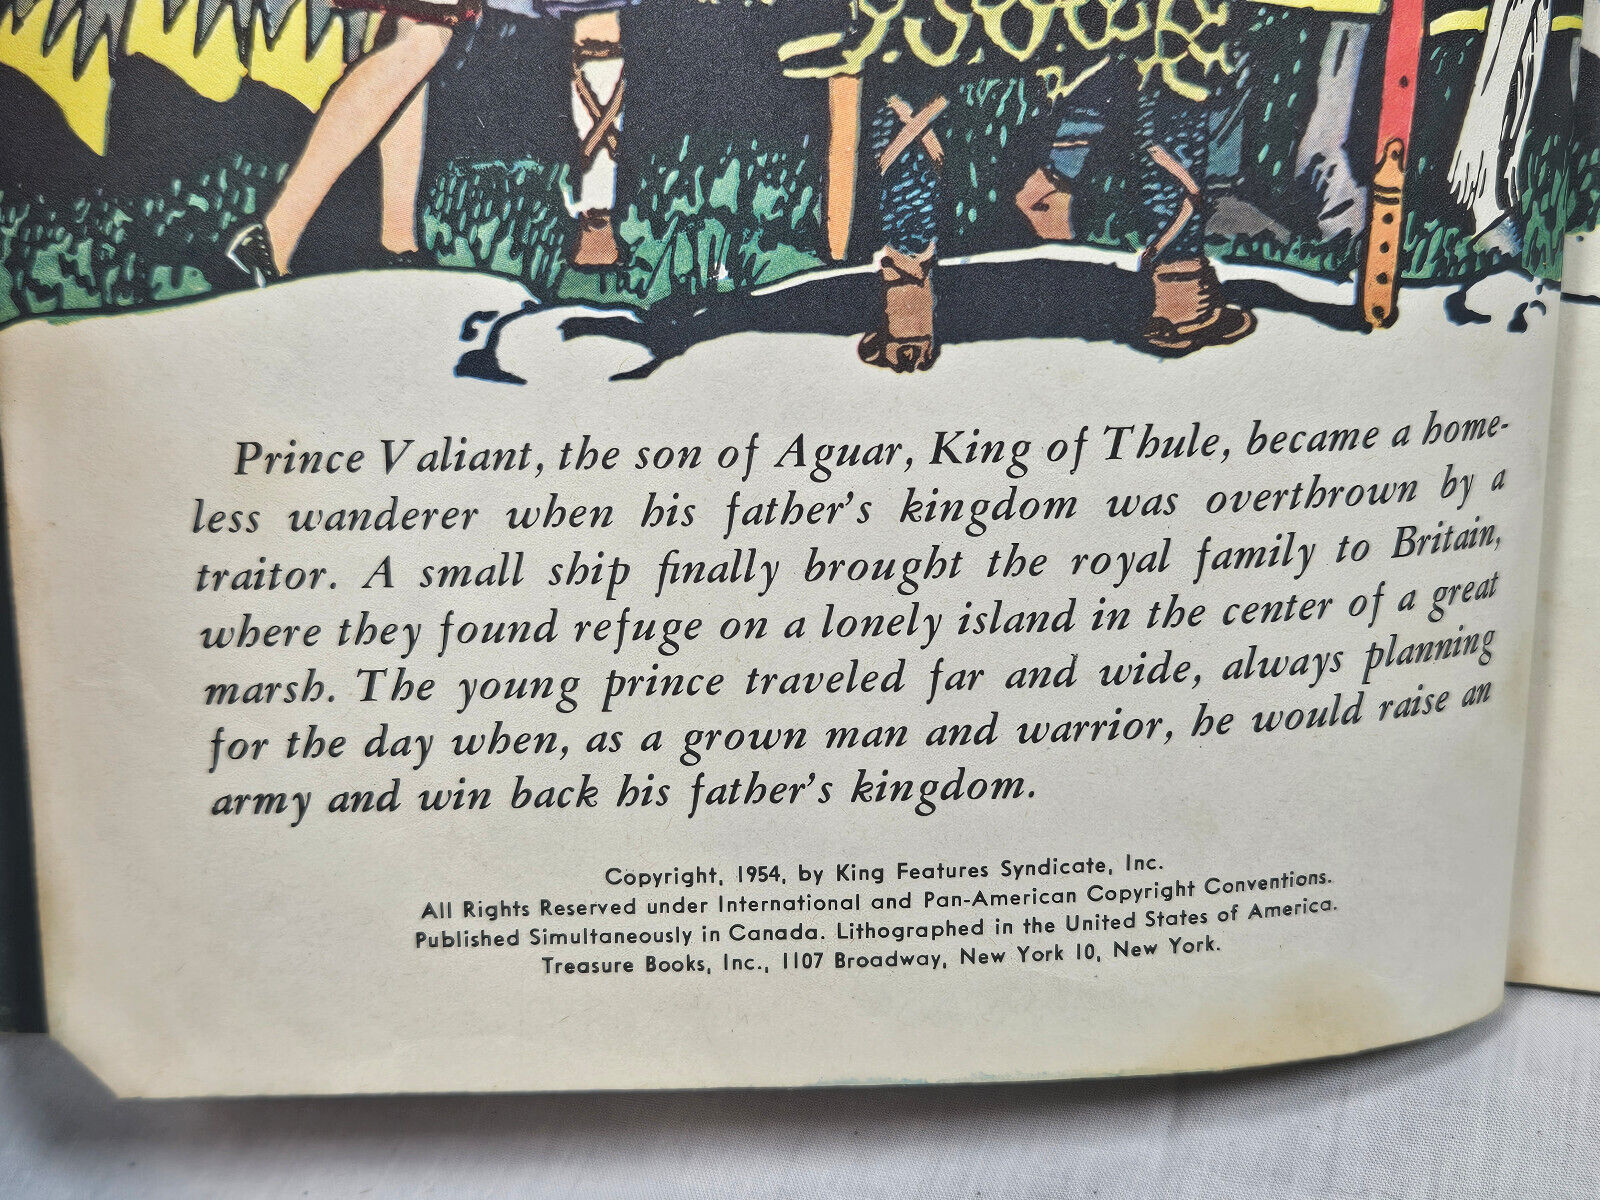 Prince Valiant, the son of Aguar, King of Thule, became a home-
less wanderer when his father's kingdom was overthrown by a
traitor. A small ship finally brought the royal family to Britain,
where they found refuge on a lonely island in the center of a great
marsh. The young prince traveled far and wide, always planning
for the day when, as a grown man and warrior, he would raise an
army and win back his father's kingdom.
Copyright, 1954, by King Features Syndicate, Inc.
All Rights Reserved under International and Pan-American Copyright Conventions.
Published Simultaneously in Canada. Lithographed in the United States of America.
Treasure Books, Inc., 1107 Broadway, New York 10, New York.